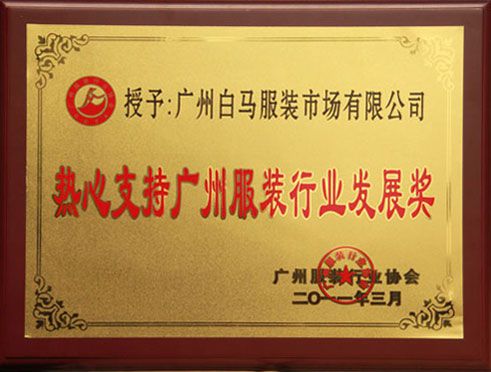 授予:广州白马服装市场有限公司
热心支持广州服装行业发展奖
广州服装行业协会
二〇一一年三月